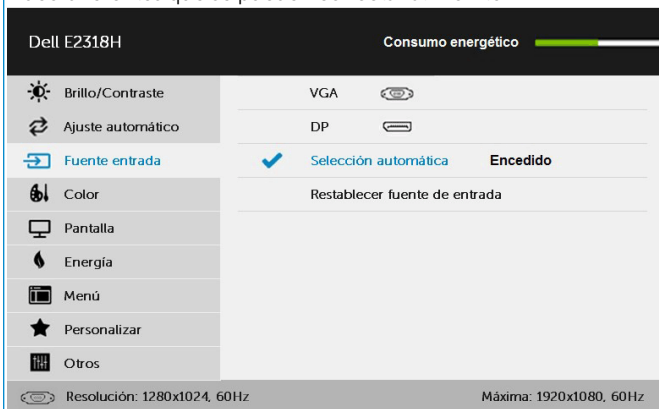 Dell E2318H
Consumo energético
Brillo/Contraste
VGA
Ajuste automático
DP
Fuente entrada
Selección automática Encedido
Color
Restablecer fuente de entrada
Pantalla
Energía
Menú
Personalizar
Otros
Resolución: 1280x1024, 60Hz
Máxima: 1920x1080, 60Hz